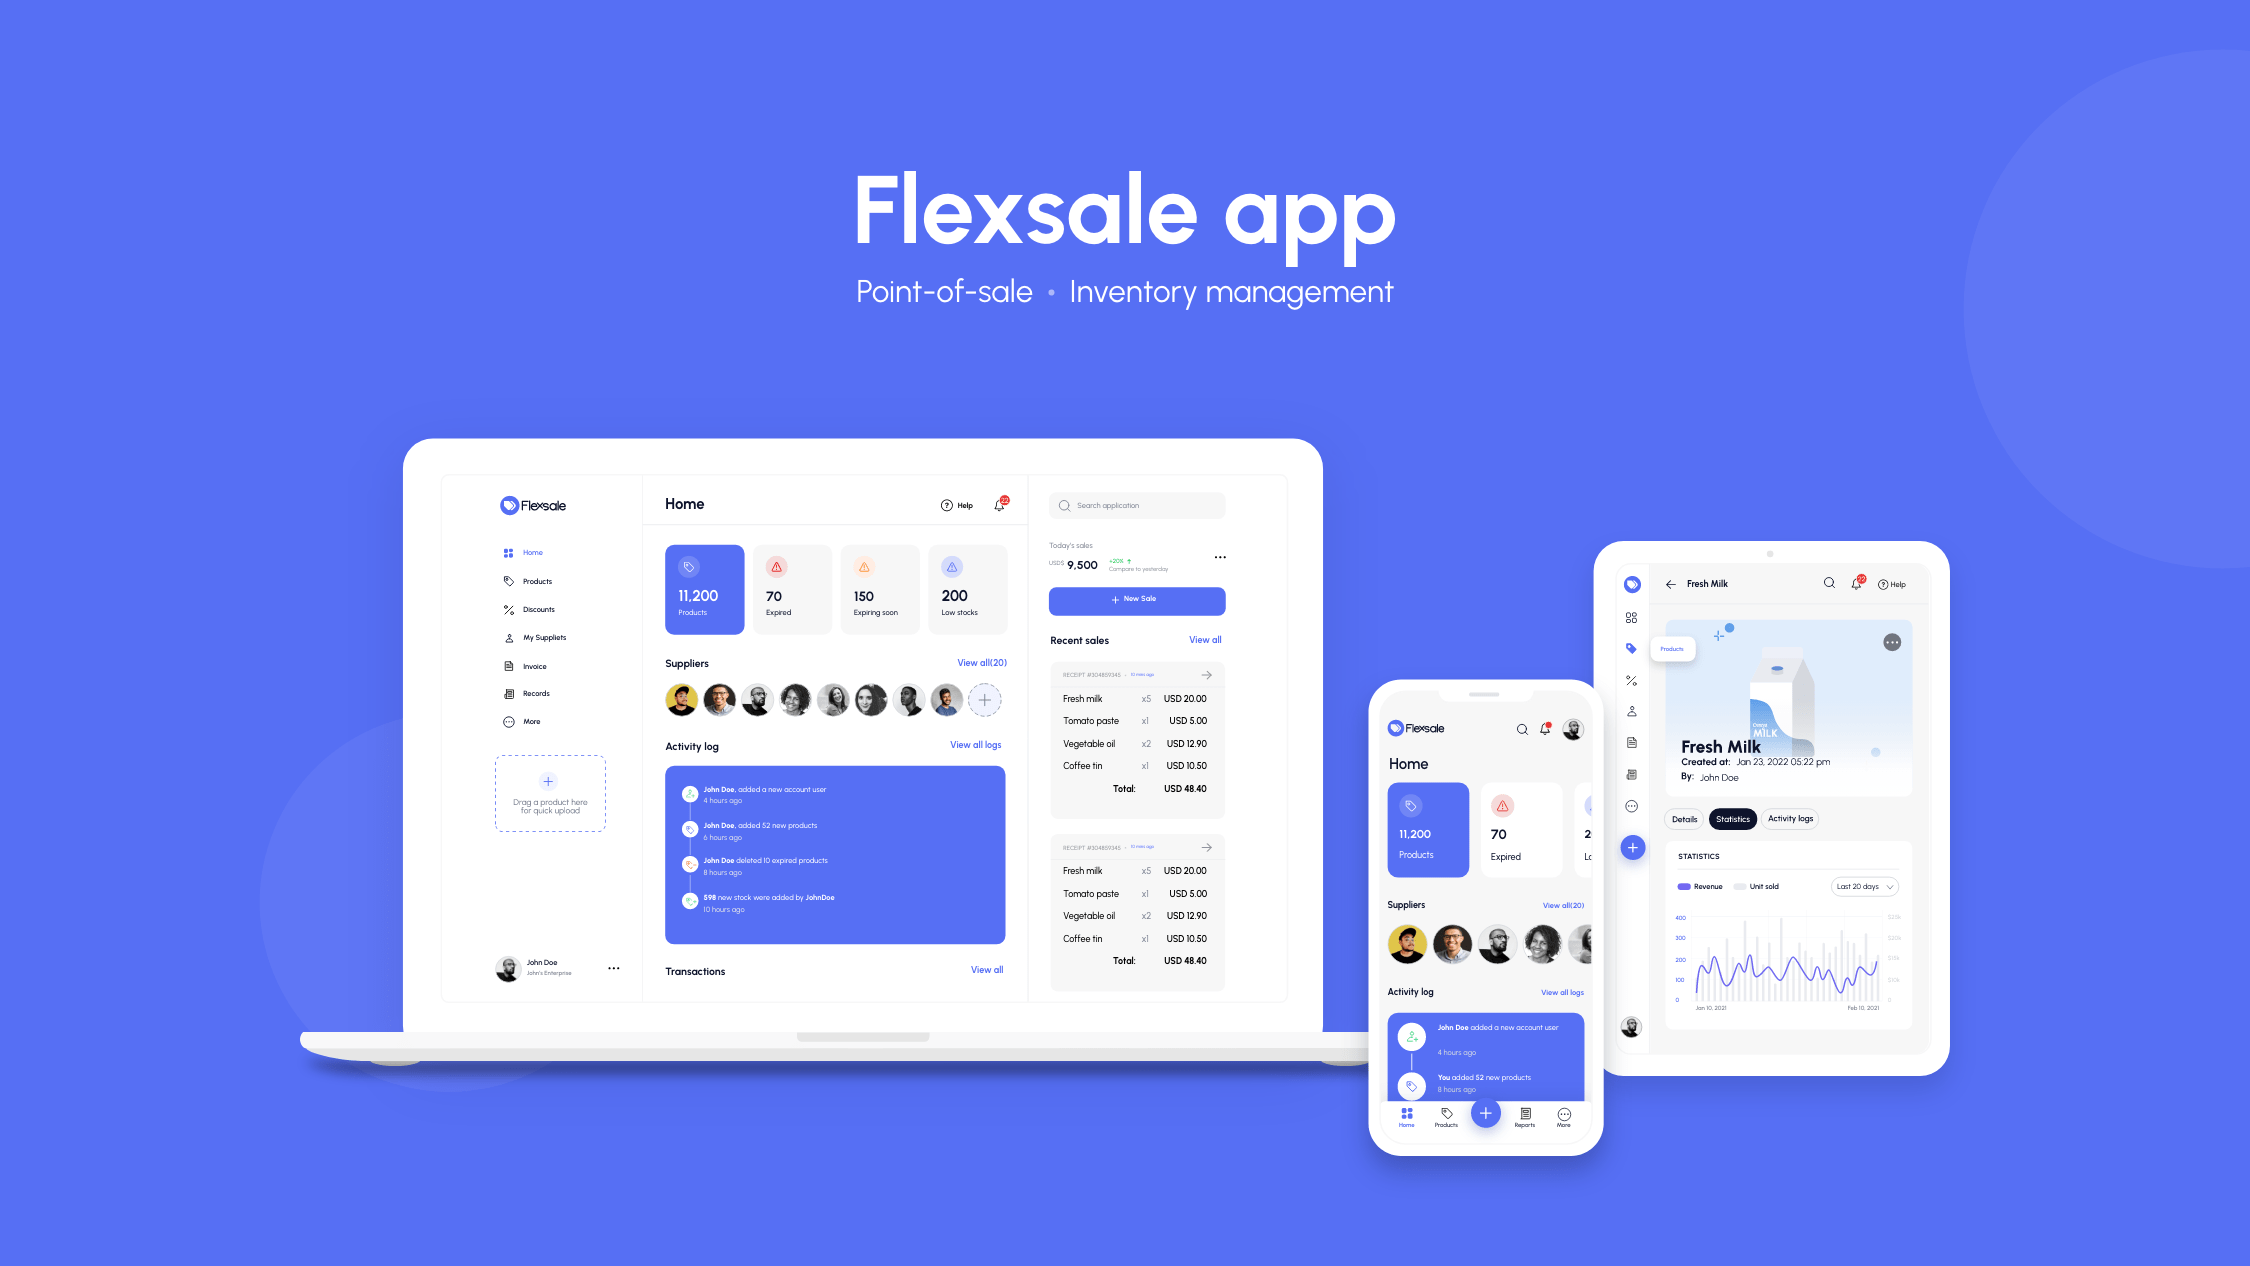 Flexsale app
Point-of-sale • Inventory management
Flexsale
Home
Products
Discounts
My Suppliets
Invoice
Records
More
Drag a product here
for quick upload
John Doe
John's Enterprise
Home
Help
22
11,200
Products
70
Expired
150
Expiring soon
200
Low stocks
Suppliers
View all(20)
Activity log
View all logs
John Doe, added a new account user
4 hours ago
John Doe, added 52 new products
6 hours ago
John Doe deleted 10 expired products
8 hours ago
598 new stock were added by JohnDoe
10 hours ago
Transactions
View all
Search application
Today's sales
USD$ 9,500
+20%
Compare to yesterday
New Sale
Recent sales
View all
RECEIPT #304859345 • 10 mins ago
Fresh milk x5 USD 20.00
Tomato paste x1 USD 5.00
Vegetable oil x2 USD 12.90
Coffee tin x1 USD 10.50
Total: USD 48.40
RECEIPT #304859345 • 10 mins ago
Fresh milk x5 USD 20.00
Tomato paste x1 USD 5.00
Vegetable oil x2 USD 12.90
Coffee tin x1 USD 10.50
Total: USD 48.40
Flexsale
Home
11,200
Products
70
Expired
Suppliers
View all(20)
Activity log
View all logs
John Doe added a new account user
4 hours ago
You added 52 new products
8 hours ago
Home
Products
Reports
More
Fresh Milk
22
Help
Products
MILK
Fresh Milk
Created at: Jan 23, 2022 05:22 pm
By: John Doe
Details
Statistics
Activity logs
STATISTICS
Revenue
Unit sold
Last 20 days
400
300
200
100
0
Jan 10, 2021
Feb 10, 2021